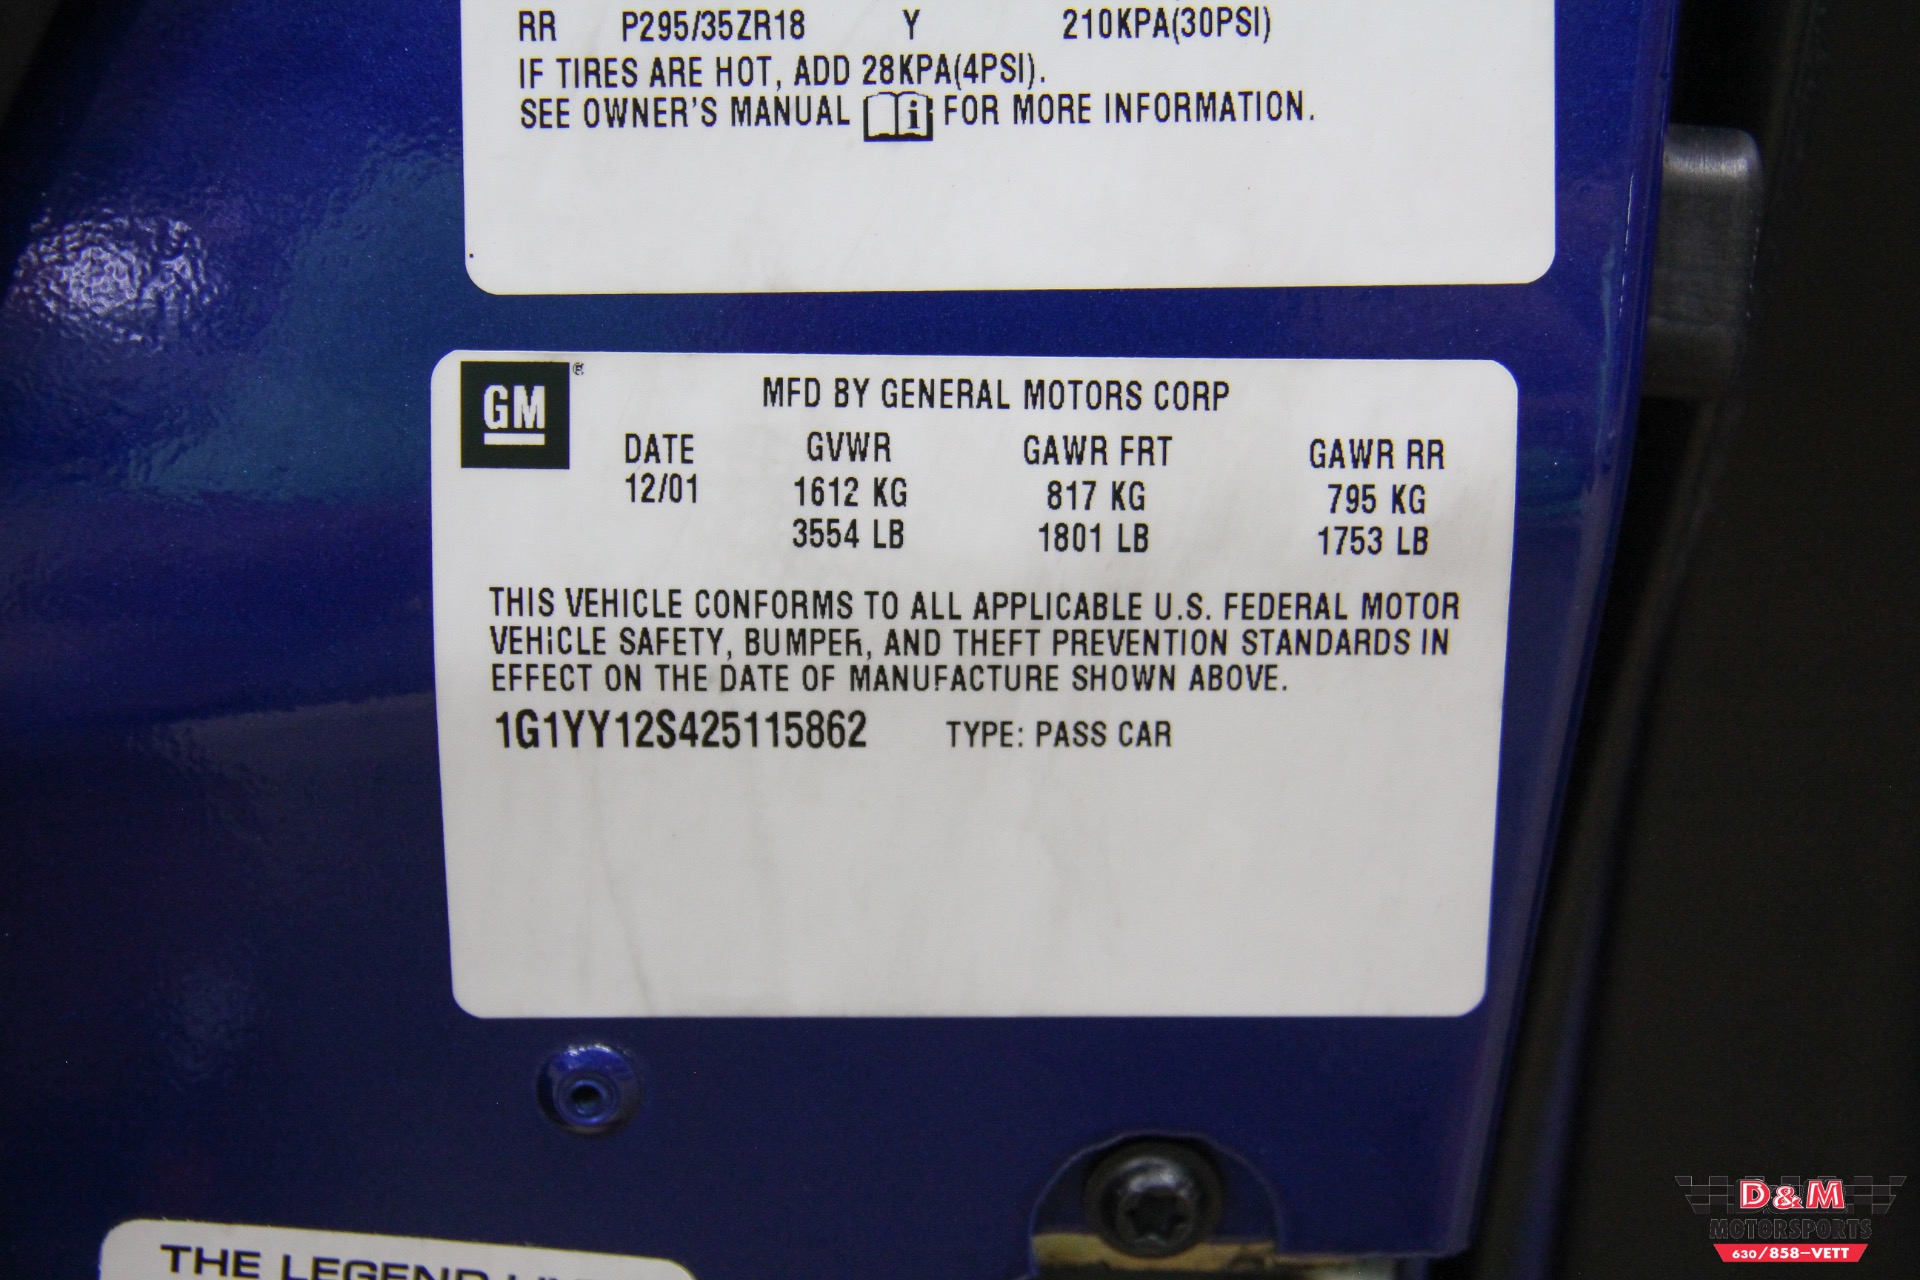 RR P295/35ZR18 Y 210KPA(30PSI)
IF TIRES ARE HOT, ADD 28KPA(4PSI).
SEE OWNER'S MANUAL i FOR MORE INFORMATION.
GM ®
MFD BY GENERAL MOTORS CORP
DATE GVWR GAWR FRT GAWR RR
12/01 1612 KG 817 KG 795 KG
3554 LB 1801 LB 1753 LB
THIS VEHICLE CONFORMS TO ALL APPLICABLE U.S. FEDERAL MOTOR
VEHICLE SAFETY, BUMPER, AND THEFT PREVENTION STANDARDS IN
EFFECT ON THE DATE OF MANUFACTURE SHOWN ABOVE.
1G1YY12S425115862 TYPE: PASS CAR
THE LEGEND
D&M
MOTORSPORTS
630/858-VETT